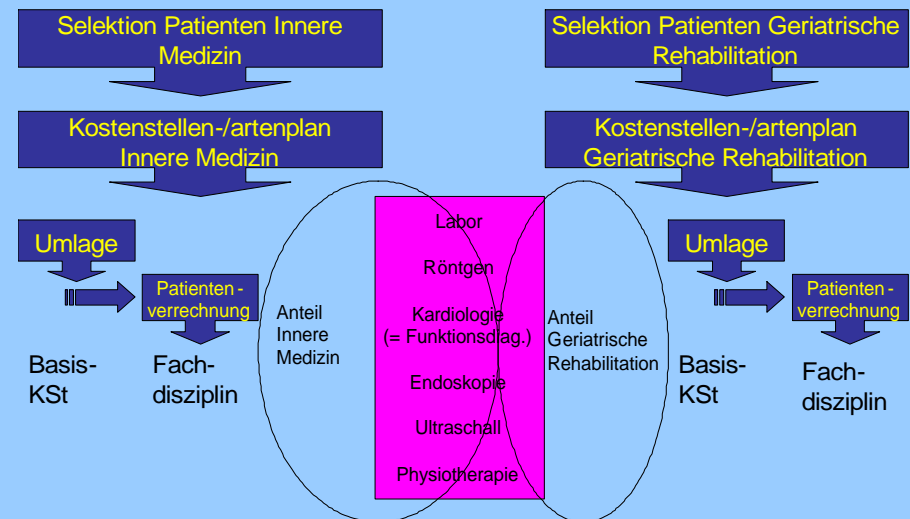 Selektion Patienten Innere
Medizin
Selektion Patienten Geriatrische
Rehabilitation
Kostenstellen-/artenplan
Innere Medizin
Kostenstellen-/artenplan
Geriatrische Rehabilitation
Umlage
Patienten-
verrechnung
Basis-
KSt
Fach-
disziplin
Anteil
Innere
Medizin
Labor
Röntgen
Kardiologie
(= Funktionsdiag.)
Endoskopie
Ultraschall
Physiotherapie
Anteil
Geriatrische
Rehabilitation
Umlage
Patienten-
verrechnung
Basis-
KSt
Fach-
disziplin